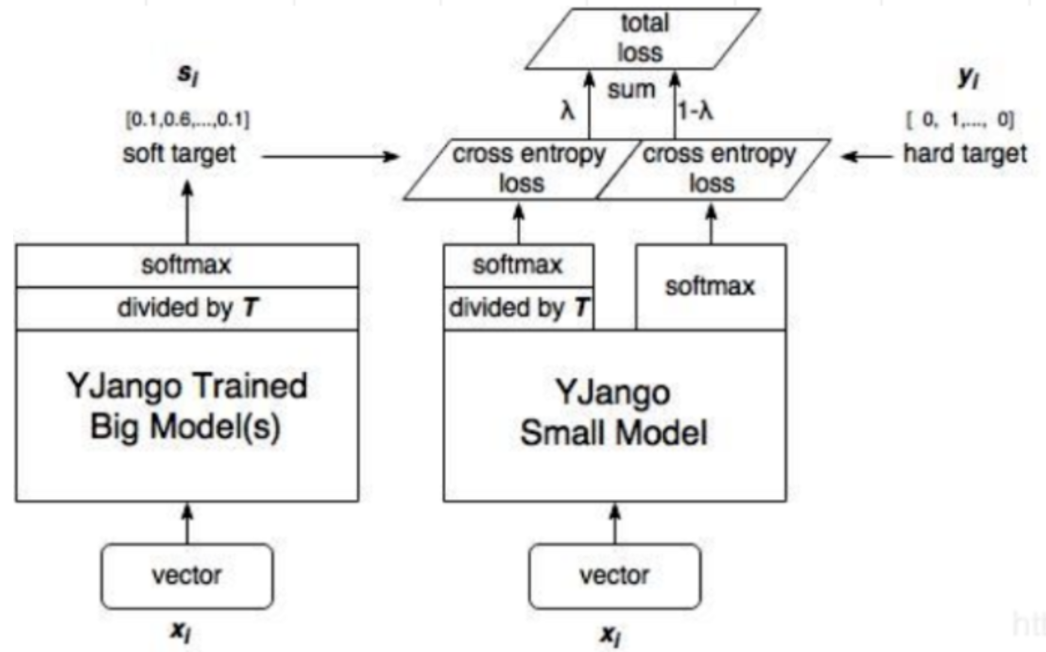 total
loss
s_i
sum
y_i
λ
1-λ
[0.1,0.6,...,0.1]
[ 0, 1,..., 0]
soft target
cross entropy
loss
cross entropy
loss
hard target
softmax
divided by T
softmax
divided by T
softmax
YJango Trained
Big Model(s)
YJango
Small Model
vector
vector
x_i
x_i